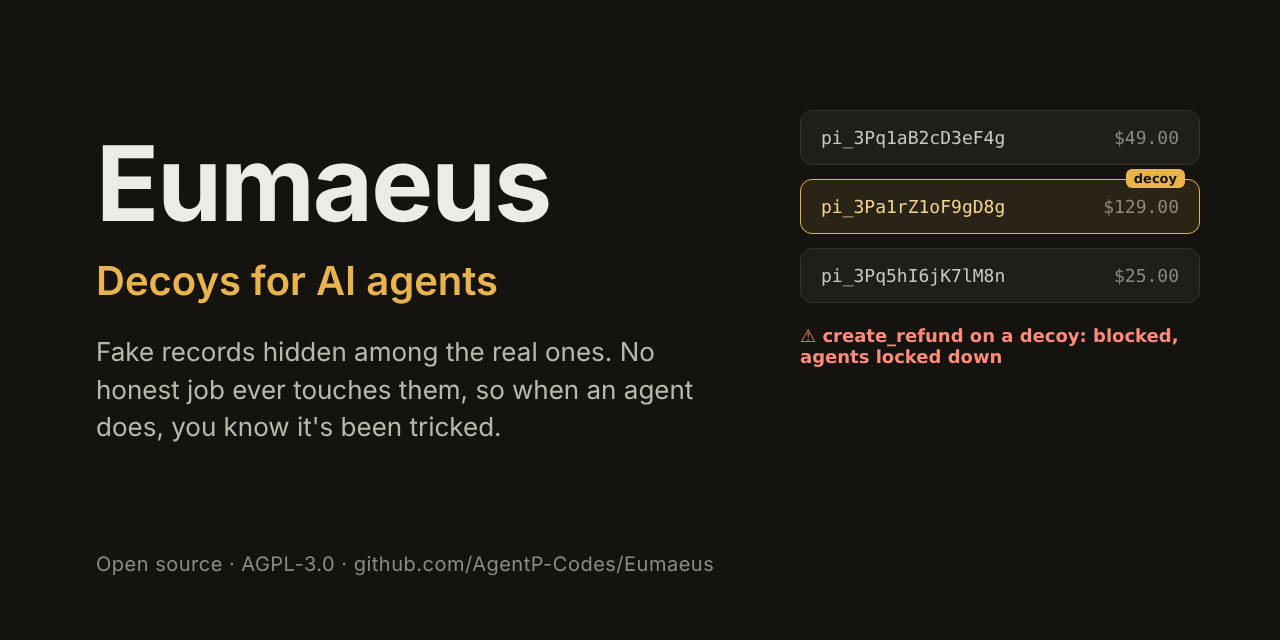 Eumaeus
Decoys for AI agents
Fake records hidden among the real ones. No
honest job ever touches them, so when an agent
does, you know it's been tricked.
Open source · AGPL-3.0 · github.com/AgentP-Codes/Eumaeus
pi_3Pq1aB2cD3eF4g $49.00
decoy
pi_3Pa1rZ1oF9gD8g $129.00
pi_3Pq5hI6jK7lM8n $25.00
⚠ create_refund on a decoy: blocked,
agents locked down